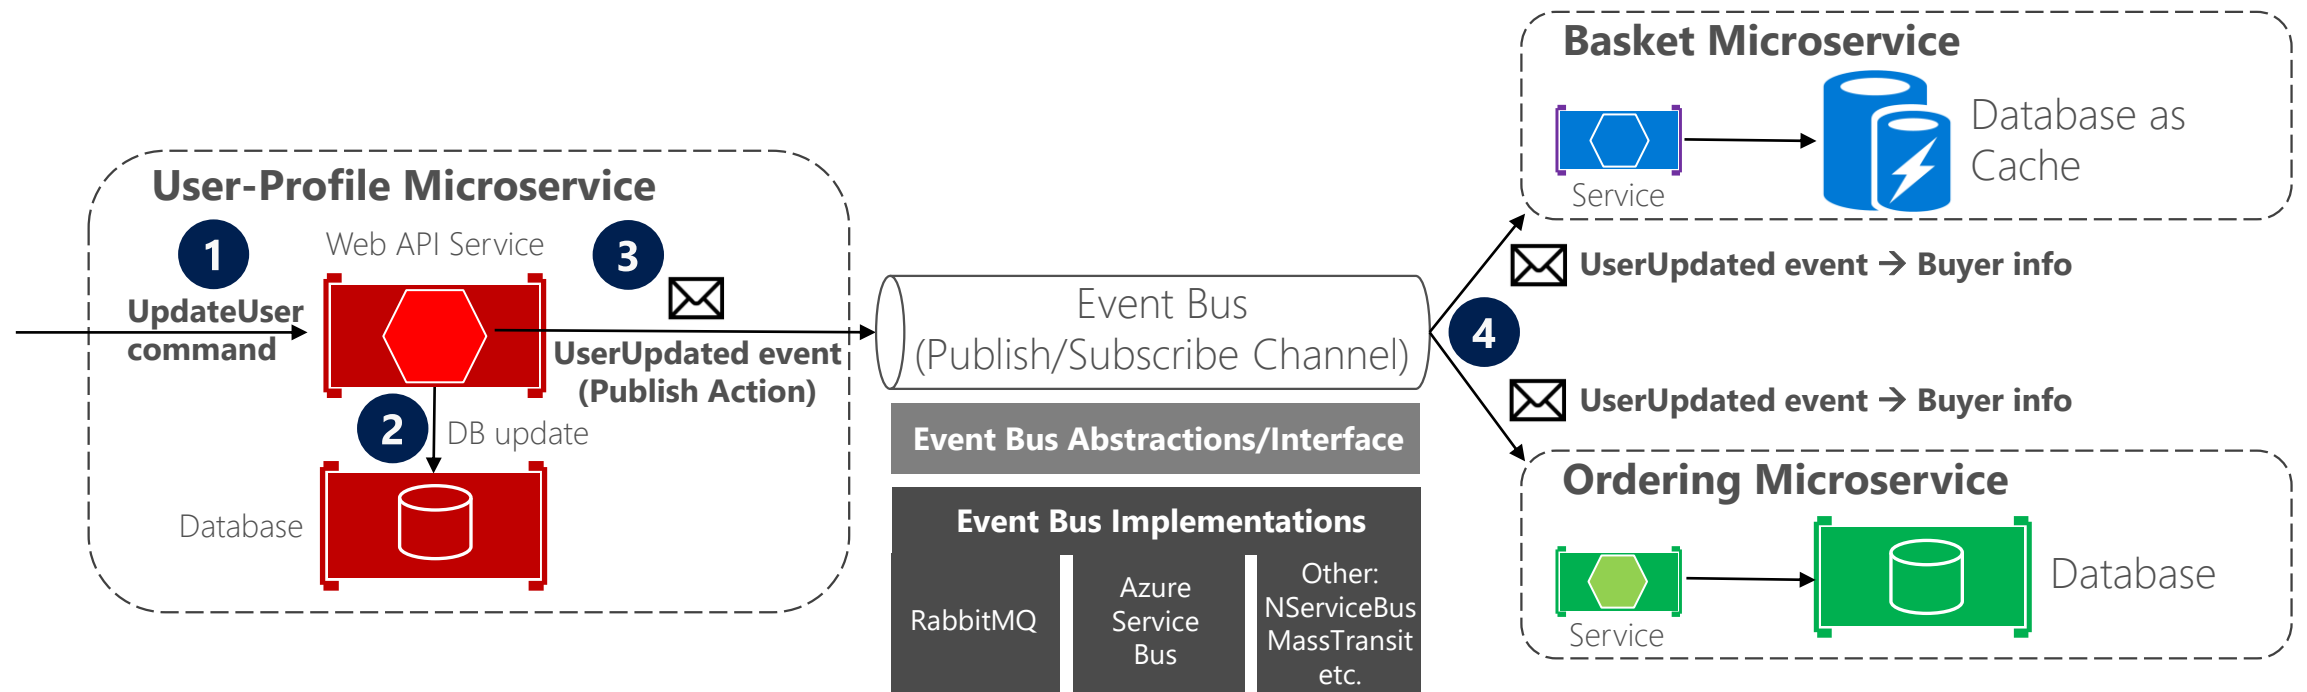 User-Profile Microservice
1
Web API Service
3
UpdateUser
command
UserUpdated event
(Publish Action)
2
DB update
Database
Event Bus
(Publish/Subscribe Channel)
Event Bus Abstractions/Interface
Event Bus Implementations
RabbitMQ
Azure
Service
Bus
Other:
NServiceBus
MassTransit
etc.
4
Basket Microservice
Service
Database as
Cache
UserUpdated event → Buyer info
UserUpdated event → Buyer info
Ordering Microservice
Service
Database